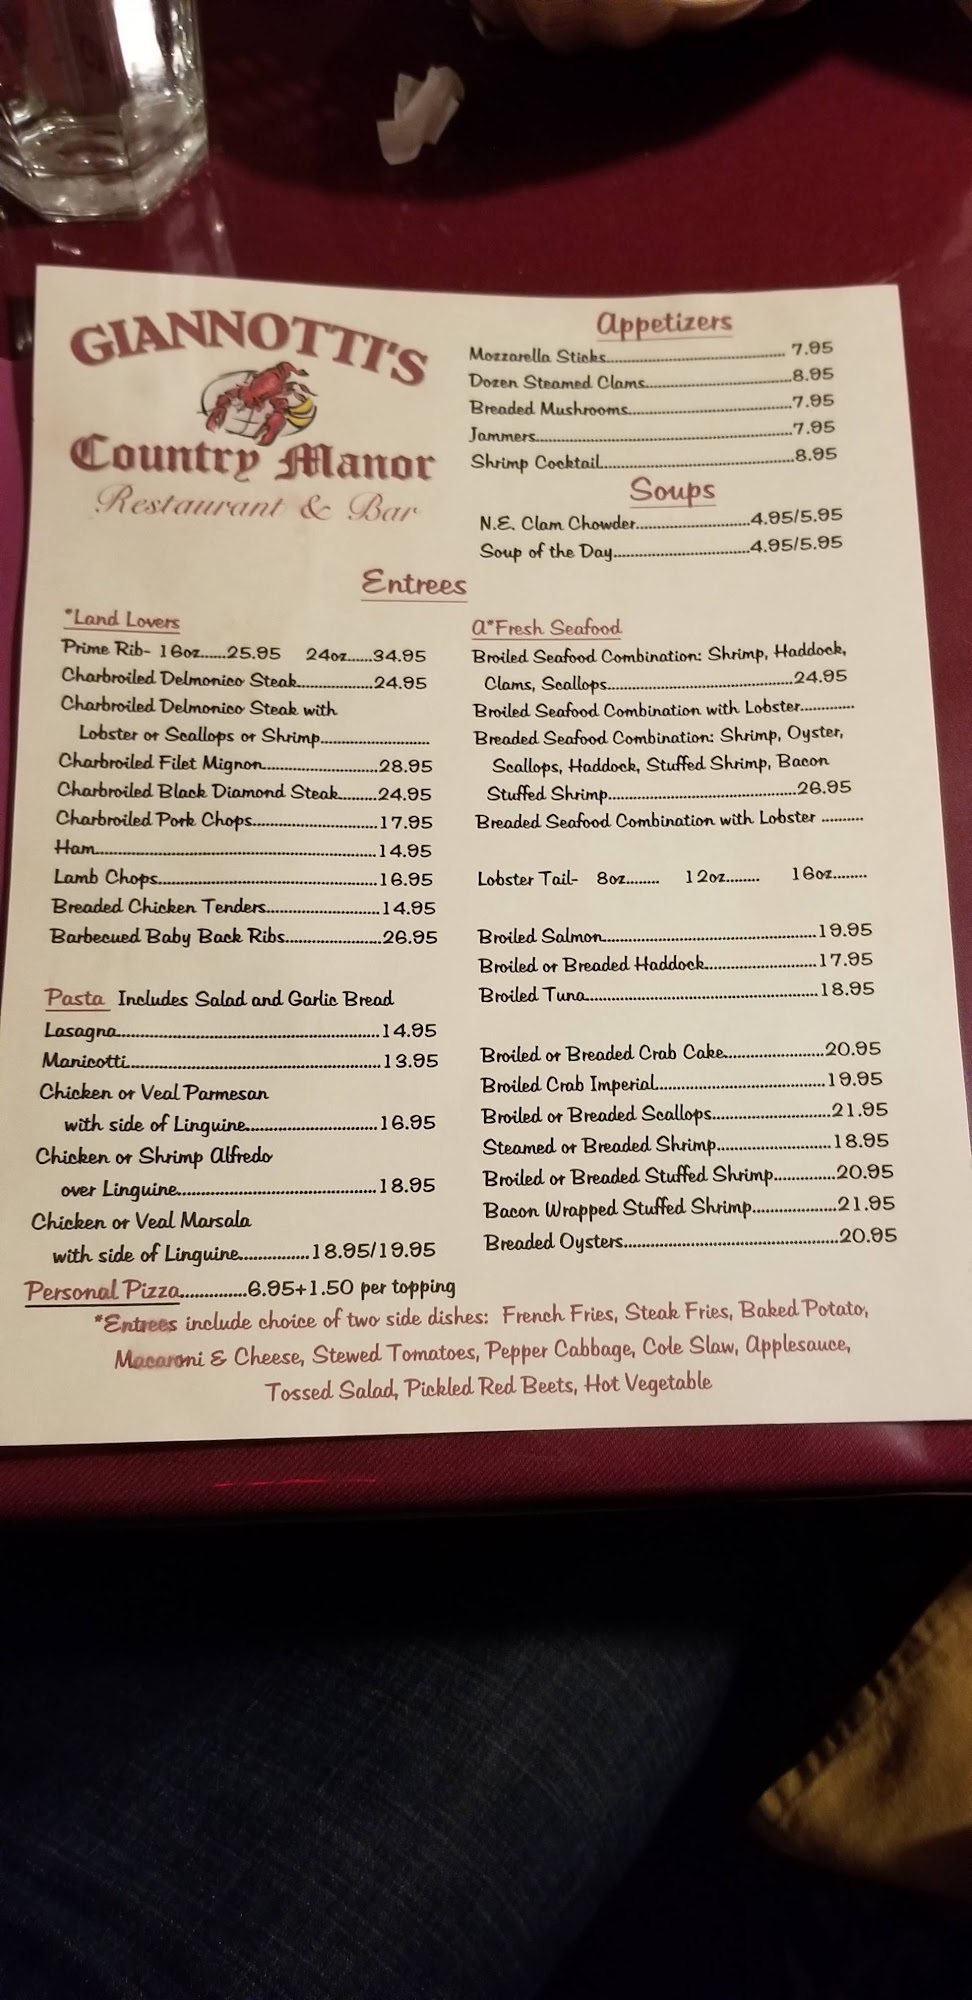 GIANNOTTI'S
Country Manor
Restaurant & Bar
Appetizers
Mozzarella Sticks................................ 7.95
Dozen Steamed Clams..........................8.95
Breaded Mushrooms.............................7.95
Jammers..............................................7.95
Shrimp Cocktail...................................8.95
Soups
N.E. Clam Chowder.....................4.95/5.95
Soup of the Day.........................4.95/5.95
Entrees
*Land Lovers
Prime Rib- 16oz......25.95 24oz......34.95
Charbroiled Delmonico Steak................24.95
Charbroiled Delmonico Steak with
Lobster or Scallops or Shrimp.......................
Charbroiled Filet Mignon.......................28.95
Charbroiled Black Diamond Steak.........24.95
Charbroiled Pork Chops.........................17.95
Ham......................................................14.95
Lamb Chops..........................................16.95
Breaded Chicken Tenders.......................14.95
Barbecued Baby Back Ribs....................26.95
Pasta Includes Salad and Garlic Bread
Lasagna.................................................14.95
Manicotti...............................................13.95
Chicken or Veal Parmesan
with side of Linguine..........................16.95
Chicken or Shrimp Alfredo
over Linguine.......................................18.95
Chicken or Veal Marsala
with side of Linguine...............18.95/19.95
Personal Pizza..............6.95+1.50 per topping
A*Fresh Seafood
Broiled Seafood Combination: Shrimp, Haddock,
Clams, Scallops....................................24.95
Broiled Seafood Combination with Lobster.............
Breaded Seafood Combination: Shrimp, Oyster,
Scallops, Haddock, Stuffed Shrimp, Bacon
Stuffed Shrimp.....................................26.95
Breaded Seafood Combination with Lobster ..........
Lobster Tail- 8oz........ 12oz........ 16oz........
Broiled Salmon..........................................19.95
Broiled or Breaded Haddock......................17.95
Broiled Tuna.............................................18.95
Broiled or Breaded Crab Cake....................20.95
Broiled Crab Imperial.................................19.95
Broiled or Breaded Scallops.......................21.95
Steamed or Breaded Shrimp......................18.95
Broiled or Breaded Stuffed Shrimp.............20.95
Bacon Wrapped Stuffed Shrimp.................21.95
Breaded Oysters........................................20.95
*Entrees include choice of two side dishes: French Fries, Steak Fries, Baked Potato,
Macaroni & Cheese, Stewed Tomatoes, Pepper Cabbage, Cole Slaw, Applesauce,
Tossed Salad, Pickled Red Beets, Hot Vegetable